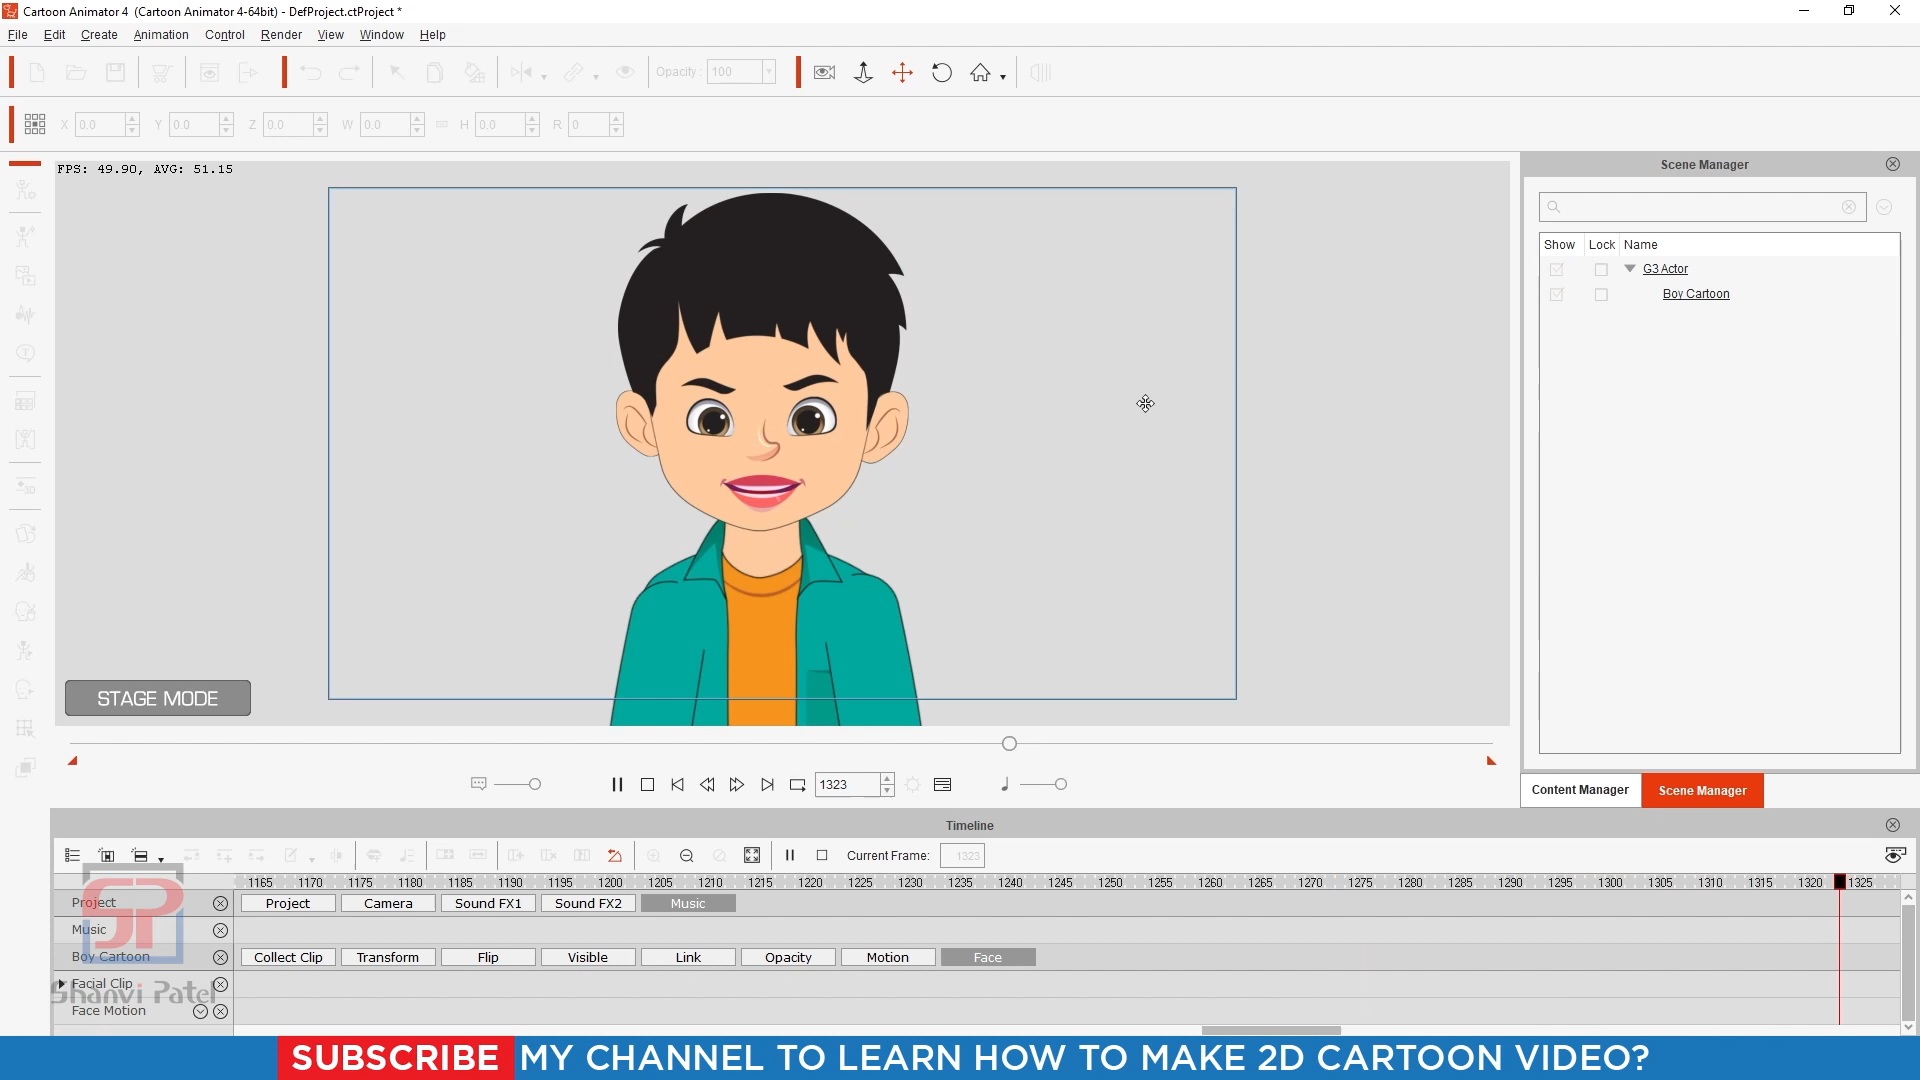 Cartoon Animator 4 (Cartoon Animator 4-64bit) - DefProject.ctProject *
File Edit Create Animation Control Render View Window Help
Opacity : 100
X 0.0 Y 0.0 Z 0.0 W 0.0 H 0.0 R 0
FPS: 49.90, AVG: 51.15
Scene Manager
Show Lock Name
G3 Actor
Boy Cartoon
STAGE MODE
1323
Content Manager Scene Manager
Timeline
Current Frame: 1323
1165 1170 1175 1180 1185 1190 1195 1200 1205 1210 1215 1220 1225 1230 1235 1240 1245 1250 1255 1260 1265 1270 1275 1280 1285 1290 1295 1300 1305 1310 1315 1320 1325
Project Project Camera Sound FX1 Sound FX2 Music
Music
Boy Cartoon Collect Clip Transform Flip Visible Link Opacity Motion Face
Facial Clip
Shanvi Patel
Face Motion
SP
SUBSCRIBE MY CHANNEL TO LEARN HOW TO MAKE 2D CARTOON VIDEO?